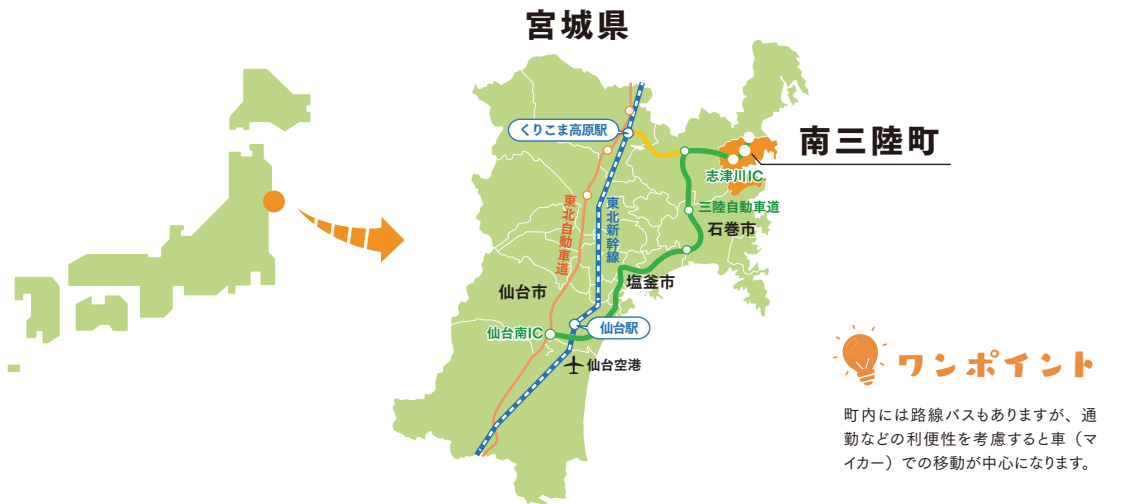 宮城県
くりこま高原駅
南三陸町
志津川IC
三陸自動車道
石巻市
東北自動車道
東北新幹線
塩釜市
仙台市
仙台南IC
仙台駅
仙台空港
ワンポイント
町内には路線バスもありますが、通
勤などの利便性を考慮すると車（マ
イカー）での移動が中心になります。